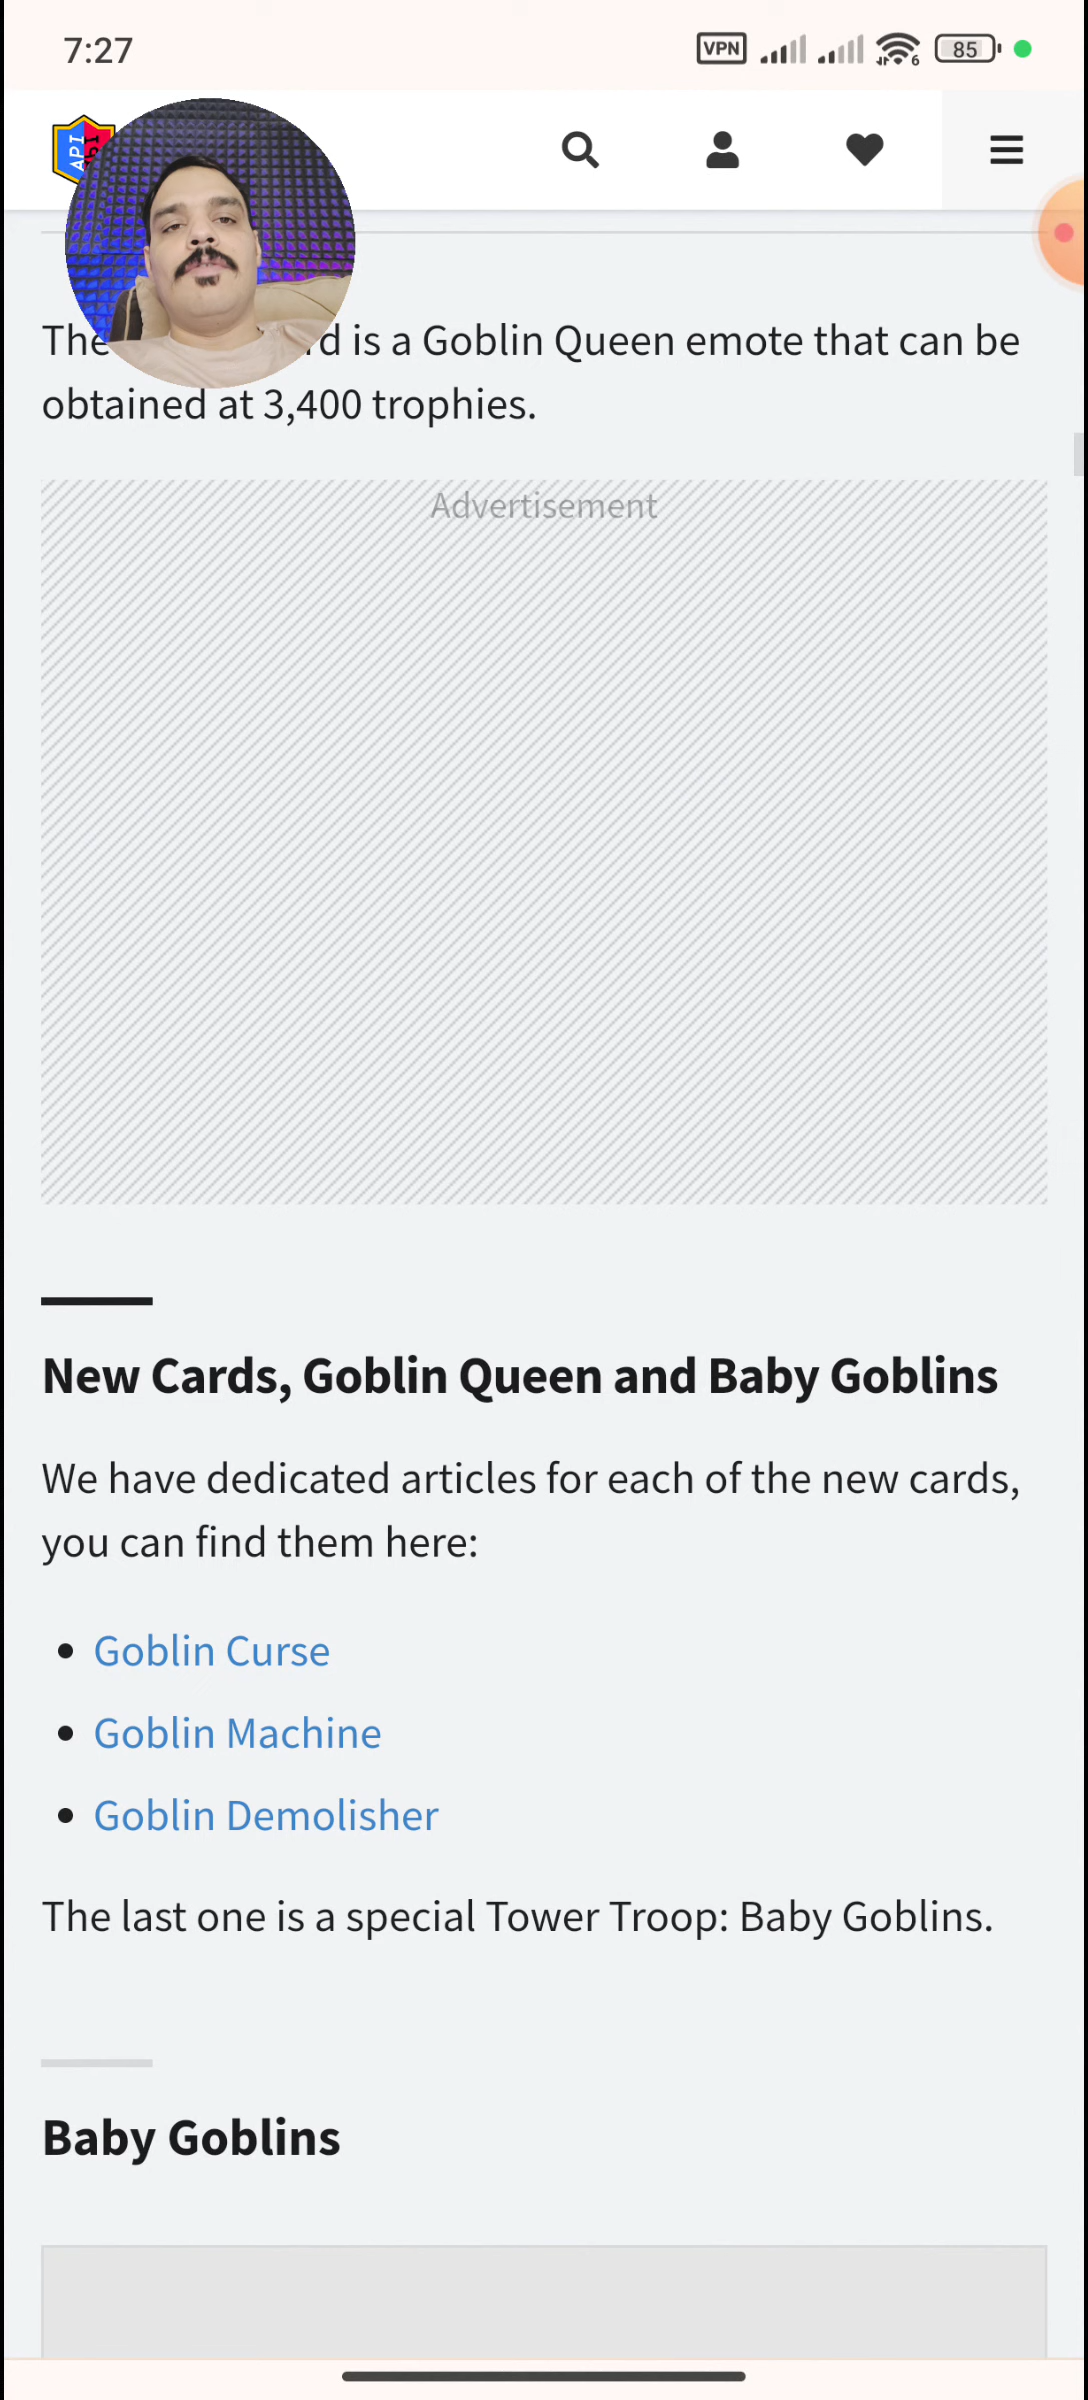 7:27
VPN
6
85
API
The
d is a Goblin Queen emote that can be
obtained at 3,400 trophies.
Advertisement
New Cards, Goblin Queen and Baby Goblins
We have dedicated articles for each of the new cards,
you can find them here:
• Goblin Curse
• Goblin Machine
• Goblin Demolisher
The last one is a special Tower Troop: Baby Goblins.
Baby Goblins